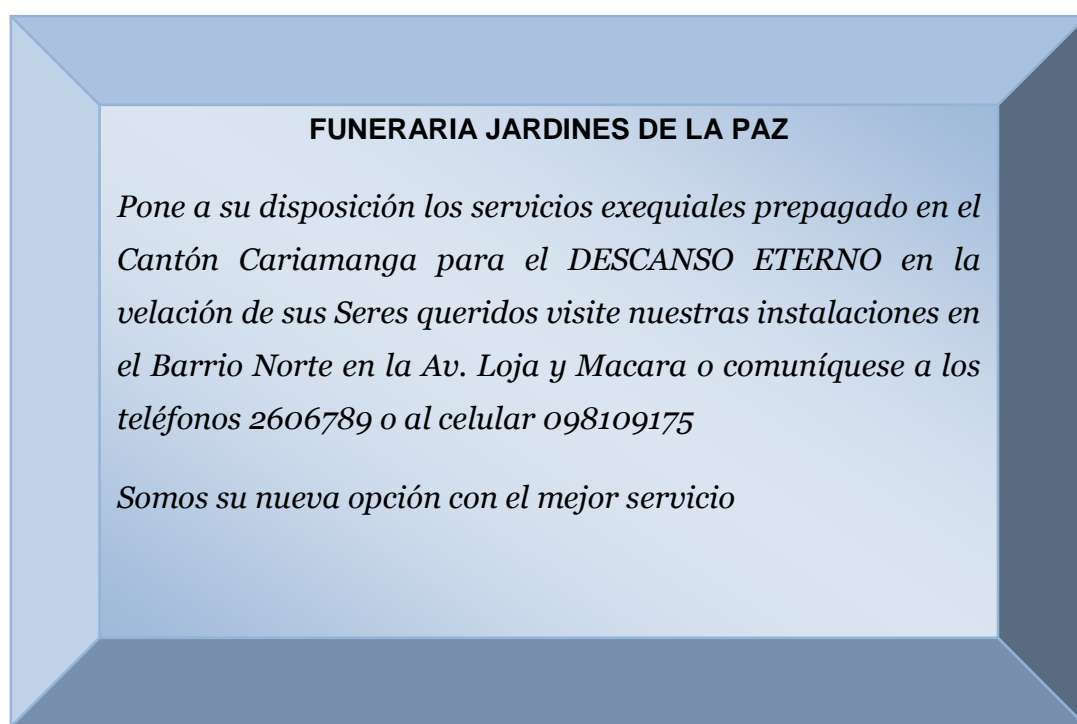 FUNERARIA JARDINES DE LA PAZ
Pone a su disposición los servicios exequiales prepagado en el
Cantón Cariamanga para el DESCANSO ETERNO en la
velación de sus Seres queridos visite nuestras instalaciones en
el Barrio Norte en la Av. Loja y Macara o comuníquese a los
teléfonos 2606789 o al celular 098109175
Somos su nueva opción con el mejor servicio